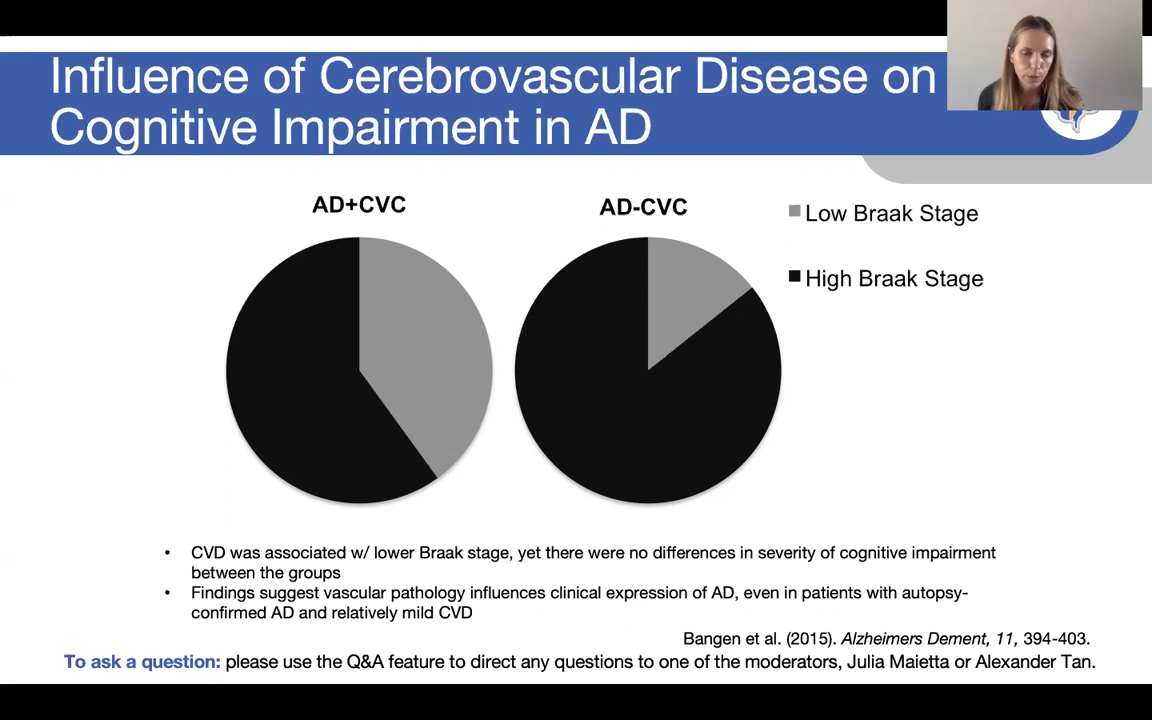 Influence of Cerebrovascular Disease on
Cognitive Impairment in AD
AD+CVC
AD-CVC
Low Braak Stage
High Braak Stage
• CVD was associated w/ lower Braak stage, yet there were no differences in severity of cognitive impairment
between the groups
• Findings suggest vascular pathology influences clinical expression of AD, even in patients with autopsy-
confirmed AD and relatively mild CVD
Bangen et al. (2015). Alzheimers Dement, 11, 394-403.
To ask a question: please use the Q&A feature to direct any questions to one of the moderators, Julia Maietta or Alexander Tan.